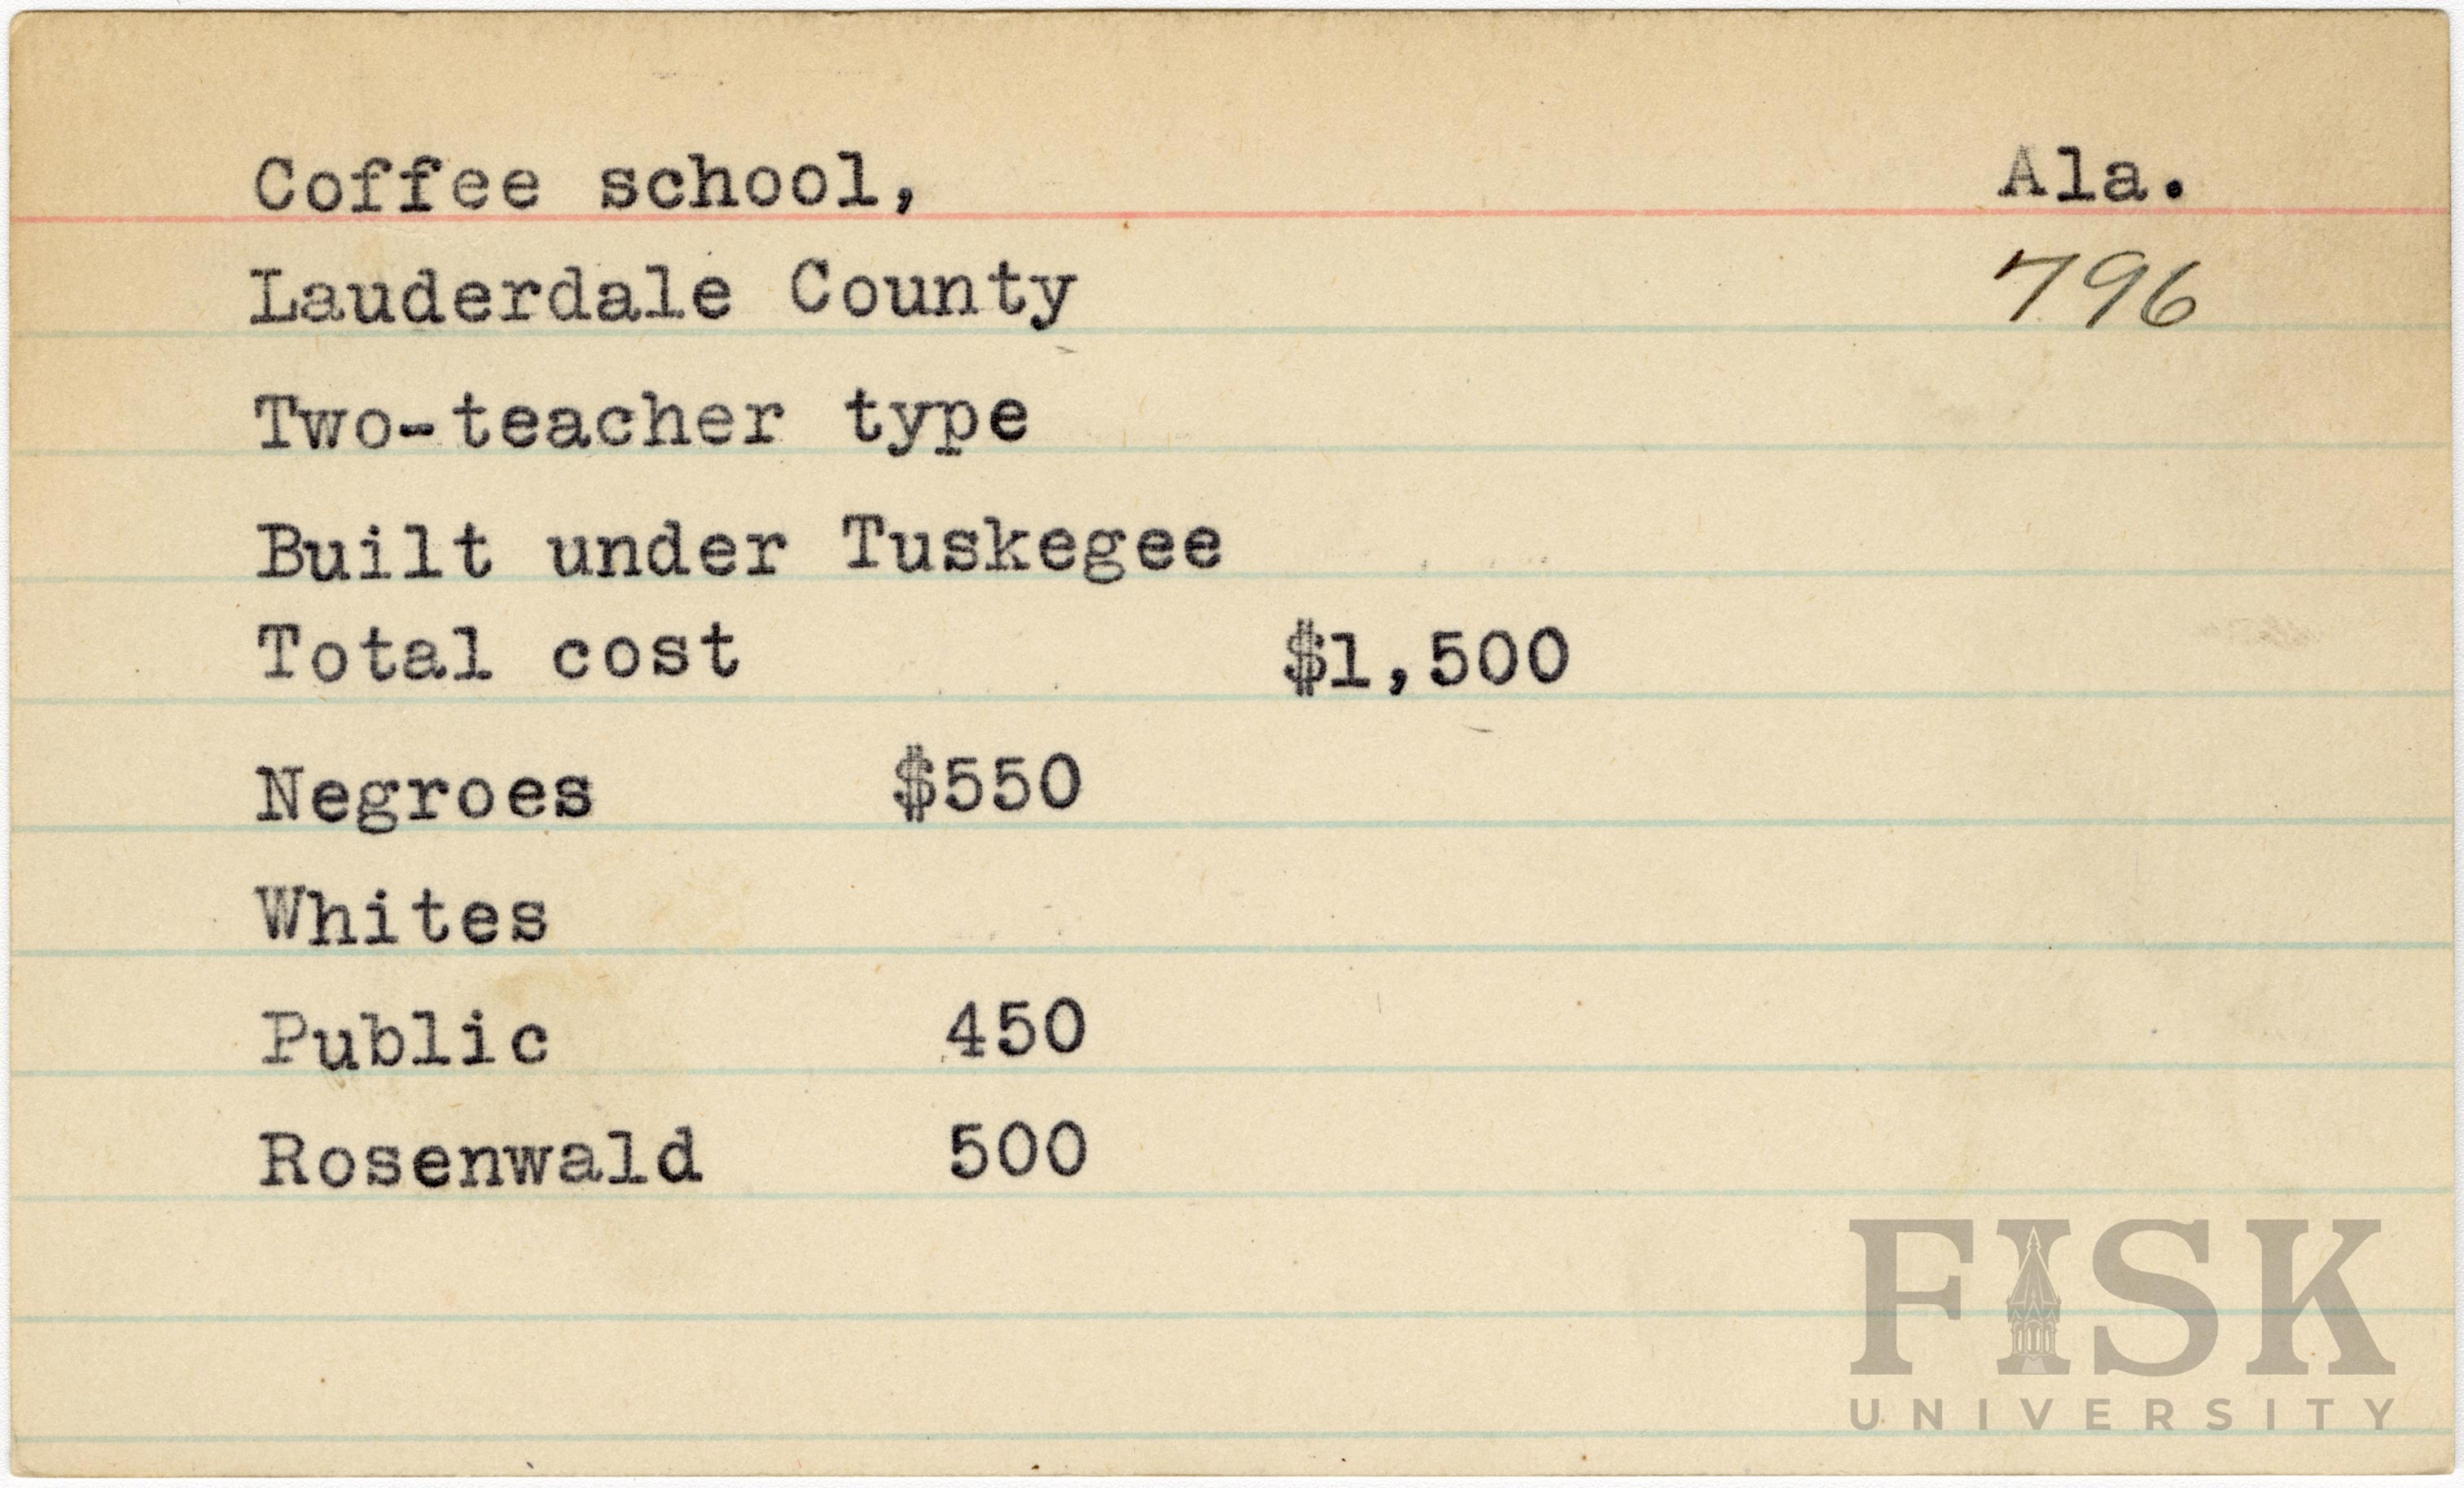 Coffee school, Ala.
Lauderdale County 796
Two-teacher type
Built under Tuskegee
Total cost $1,500
Negroes $550
Whites
Public 450
Rosenwald 500
FISK
UNIVERSITY